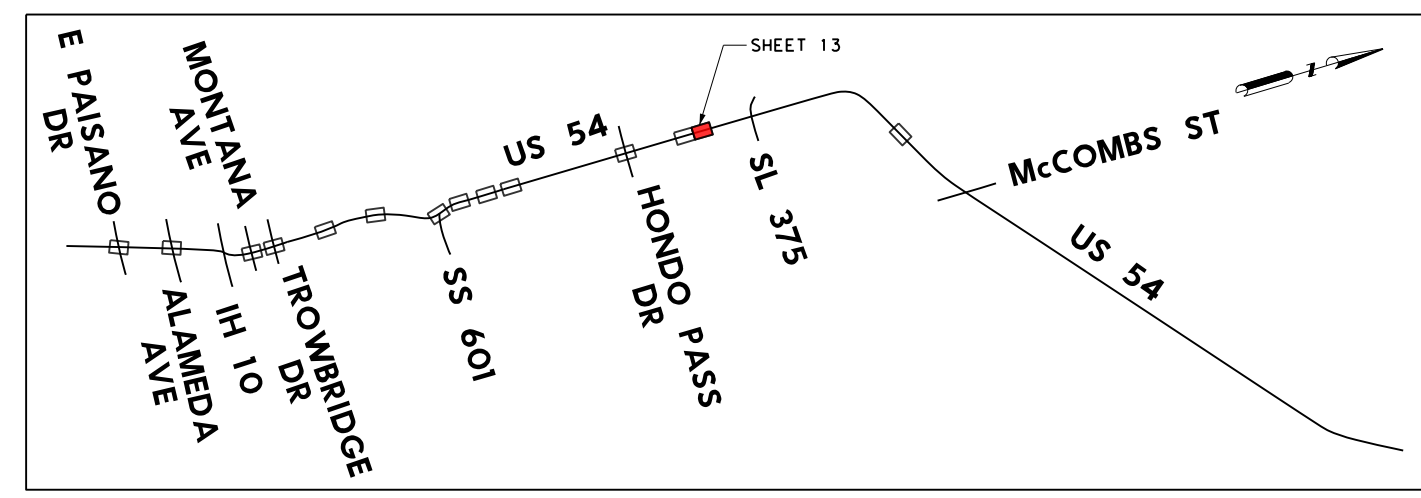 E PAISANO
DR
MONTANA
AVE
US 54
SHEET 13
McCOMBS ST
SL 375
HONDO PASS
DR
US 54
SS 601
TROWBRIDGE
DR
IH 10
ALAMEDA
AVE